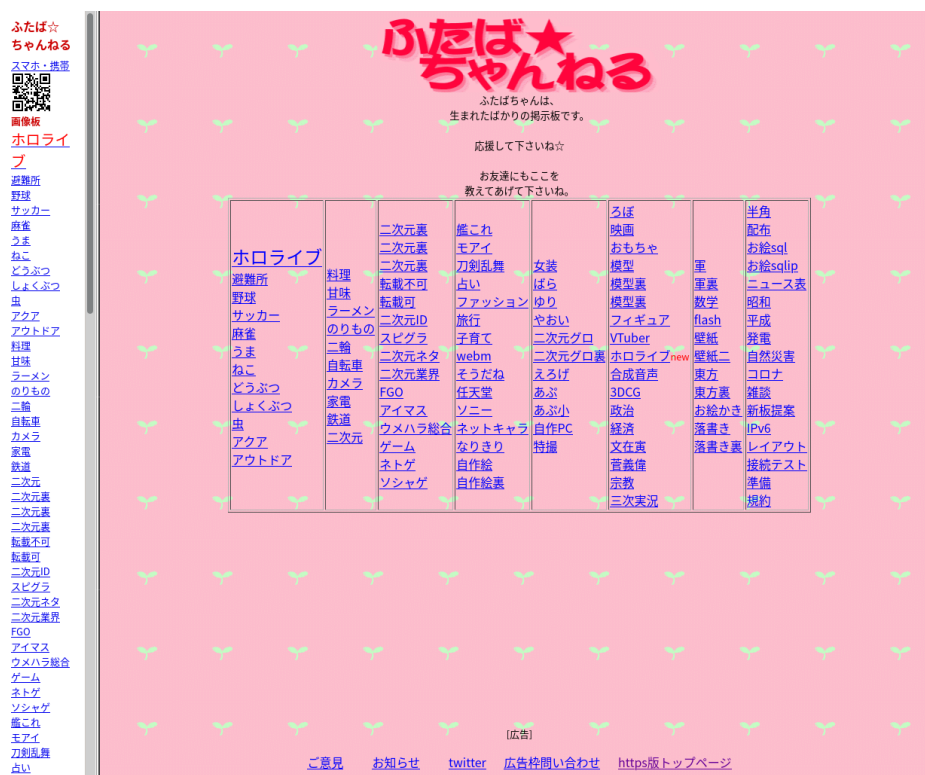 ふたば☆
ちゃんねる
スマホ・携帯
画像板
ホロライ
ブ
避難所
野球
サッカー
麻雀
うま
ねこ
どうぶつ
しょくぶつ
虫
アクア
アウトドア
料理
甘味
ラーメン
のりもの
二輪
自転車
カメラ
家電
鉄道
二次元
二次元裏
二次元裏
二次元裏
転載不可
転載可
二次元ID
スピグラ
二次元ネタ
二次元業界
FGO
アイマス
ウメハラ総合
ゲーム
ネトゲ
ソシャゲ
艦これ
モアイ
刀剣乱舞
占い
ふたば★
ちゃんねる
ふたばちゃんは、
生まれたばかりの掲示板です。
応援して下さいね☆
お友達にもここを
教えてあげて下さいね。
ホロライブ
避難所
野球
サッカー
麻雀
うま
ねこ
どうぶつ
しょくぶつ
虫
アクア
アウトドア
料理
甘味
ラーメン
のりもの
二輪
自転車
カメラ
家電
鉄道
二次元
二次元裏
二次元裏
二次元裏
転載不可
転載可
二次元ID
スピグラ
二次元ネタ
二次元業界
FGO
アイマス
ウメハラ総合
ゲーム
ネトゲ
ソシャゲ
艦これ
モアイ
刀剣乱舞
占い
ファッション
旅行
子育て
webm
そうだね
任天堂
ソニー
ネットキャラ
なりきり
自作絵
自作絵裏
女装
ばら
ゆり
やおい
二次元グロ
二次元グロ裏
えろげ
あぷ
あぷ小
自作PC
特撮
ろぼ
映画
おもちゃ
模型
模型裏
模型裏
フィギュア
VTuber
ホロライブnew
合成音声
3DCG
政治
経済
文在寅
菅義偉
宗教
三次実況
軍
軍裏
数学
flash
壁紙
壁紙二
東方
東方裏
お絵かき
落書き
落書き裏
半角
配布
お絵sql
お絵sqlip
ニュース表
昭和
平成
発電
自然災害
コロナ
雑談
新板提案
IPv6
レイアウト
接続テスト
準備
規約
[広告]
ご意見 お知らせ twitter 広告枠問い合わせ https版トップページ